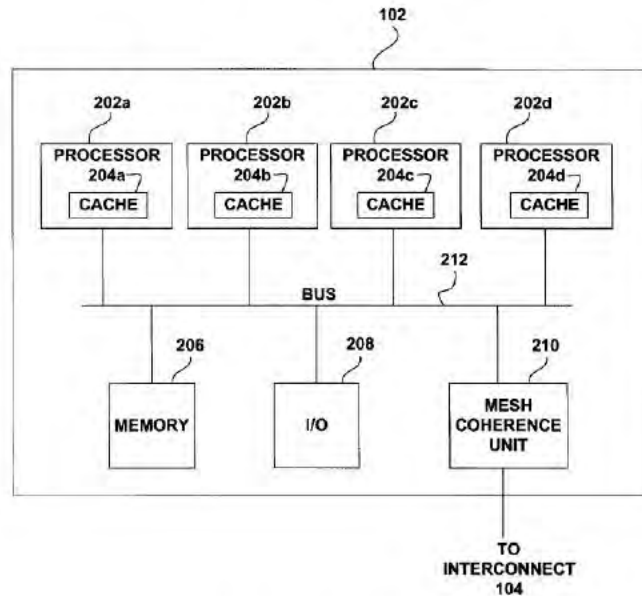 102
202a 202b 202c 202d
PROCESSOR PROCESSOR PROCESSOR PROCESSOR
204a 204b 204c 204d
CACHE CACHE CACHE CACHE
212
BUS
206 208 210
MEMORY I/O MESH
COHERENCE
UNIT
TO
INTERCONNECT
104